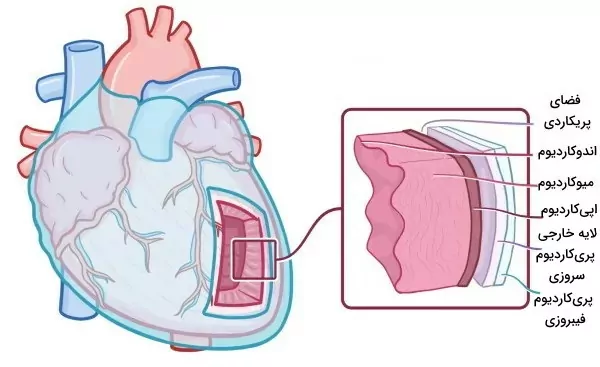 فضای
پریکاردی
اندوکاردیوم
میوکاردیوم
اپی‌کاردیوم
لایه خارجی
پری‌کاردیوم
سروزی
پری‌کاردیوم
فیبروزی